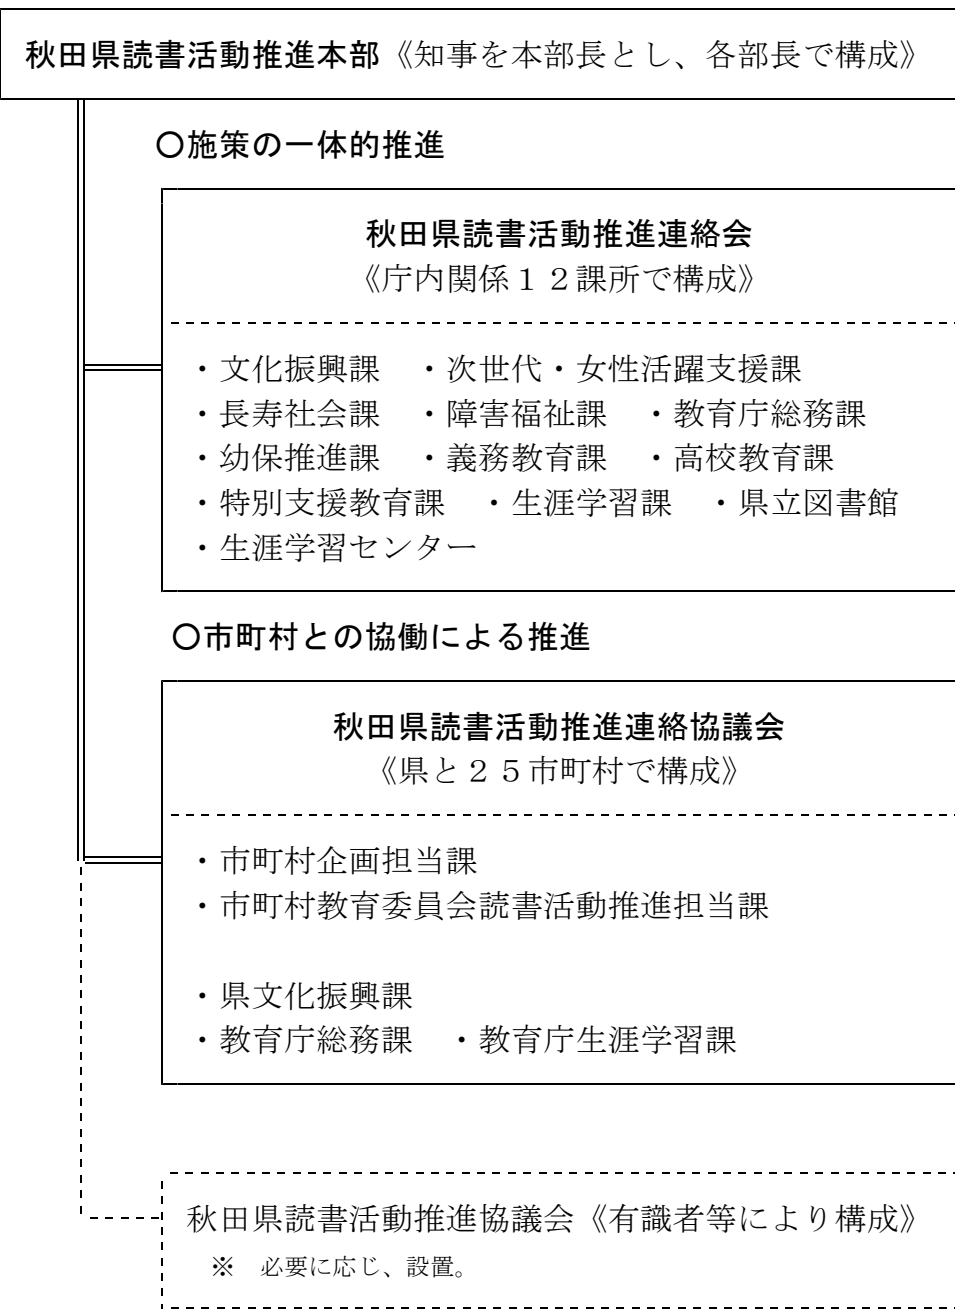 秋田県読書活動推進本部《知事を本部長とし、各部長で構成》
〇施策の一体的推進
秋田県読書活動推進連絡会
《庁内関係１２課所で構成》
・文化振興課　・次世代・女性活躍支援課
・長寿社会課　・障害福祉課　・教育庁総務課
・幼保推進課　・義務教育課　・高校教育課
・特別支援教育課　・生涯学習課　・県立図書館
・生涯学習センター
〇市町村との協働による推進
秋田県読書活動推進連絡協議会
《県と２５市町村で構成》
・市町村企画担当課
・市町村教育委員会読書活動推進担当課
・県文化振興課
・教育庁総務課　・教育庁生涯学習課
秋田県読書活動推進協議会《有識者等により構成》
※　必要に応じ、設置。